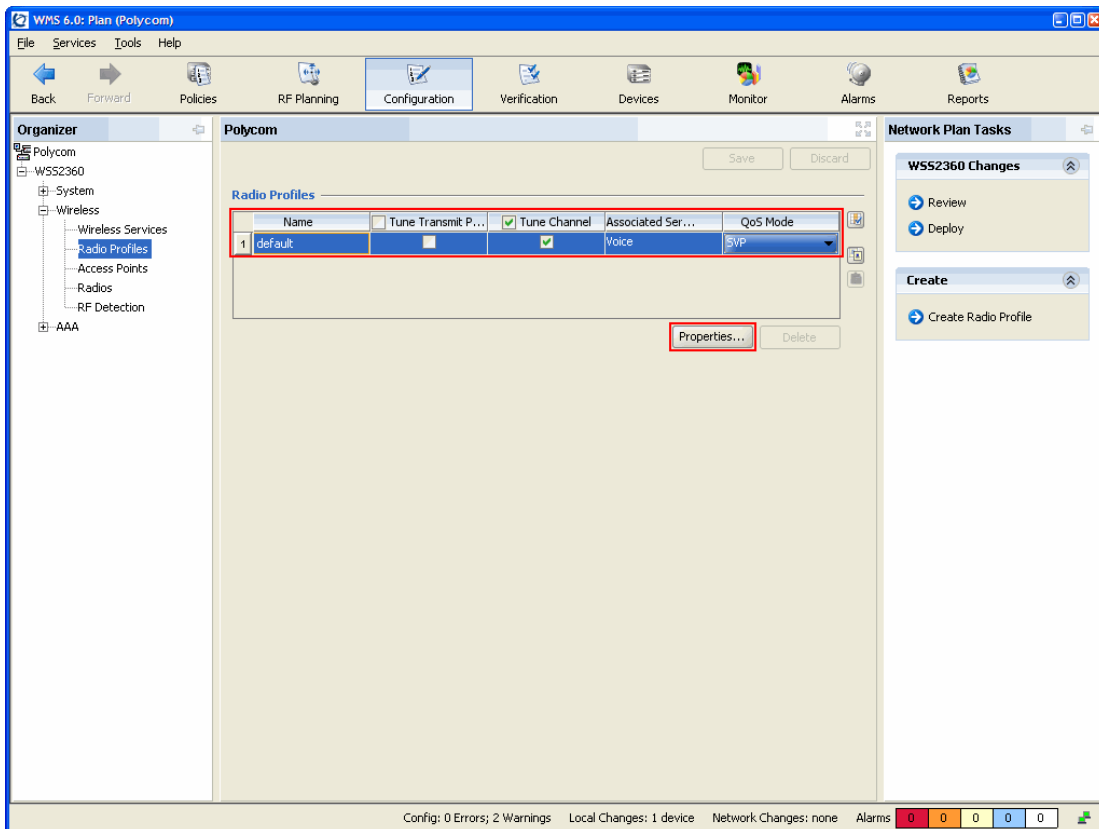 WMS 6.0: Plan (Polycom)
File Services Tools Help
Back Forward Policies RF Planning Configuration Verification Devices Monitor Alarms Reports
Organizer
Polycom
WSS2360
System
Wireless
Wireless Services
Radio Profiles
Access Points
Radios
RF Detection
AAA
Polycom
Save Discard
Radio Profiles
Name Tune Transmit P... Tune Channel Associated Ser... QoS Mode
1 default Voice SVP
Properties... Delete
Network Plan Tasks
WSS2360 Changes
Review
Deploy
Create
Create Radio Profile
Config: 0 Errors; 2 Warnings Local Changes: 1 device Network Changes: none Alarms 0 0 0 0 0